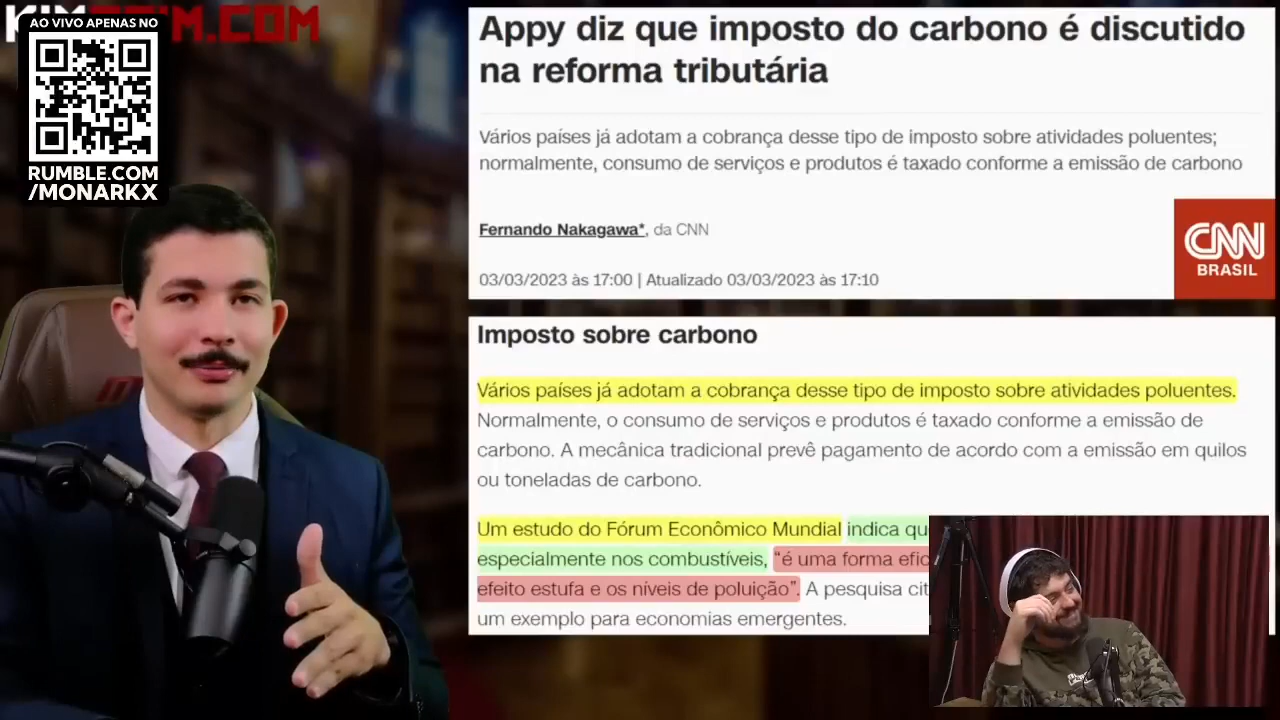 AO VIVO APENAS NO
RUMBLE.COM
/MONARKX
Appy diz que imposto do carbono é discutido
na reforma tributária
Vários países já adotam a cobrança desse tipo de imposto sobre atividades poluentes;
normalmente, consumo de serviços e produtos é taxado conforme a emissão de carbono
Fernando Nakagawa*, da CNN
03/03/2023 às 17:00 | Atualizado 03/03/2023 às 17:10
CNN
BRASIL
Imposto sobre carbono
Vários países já adotam a cobrança desse tipo de imposto sobre atividades poluentes.
Normalmente, o consumo de serviços e produtos é taxado conforme a emissão de
carbono. A mecânica tradicional prevê pagamento de acordo com a emissão em quilos
ou toneladas de carbono.
Um estudo do Fórum Econômico Mundial indica
especialmente nos combustíveis, “é uma forma
efeito estufa e os níveis de poluição”. A pesquisa
um exemplo para economias emergentes.